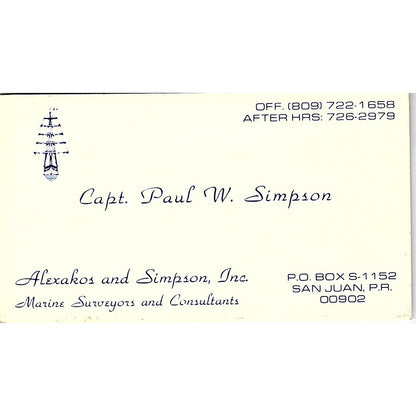 OFF. (809) 722-1658
AFTER HRS: 726-2979
Capt. Paul W. Simpson
Alexakos and Simpson, Inc.
Marine Surveyors and Consultants
P.O. BOX S-1152
SAN JUAN, P.R.
00902